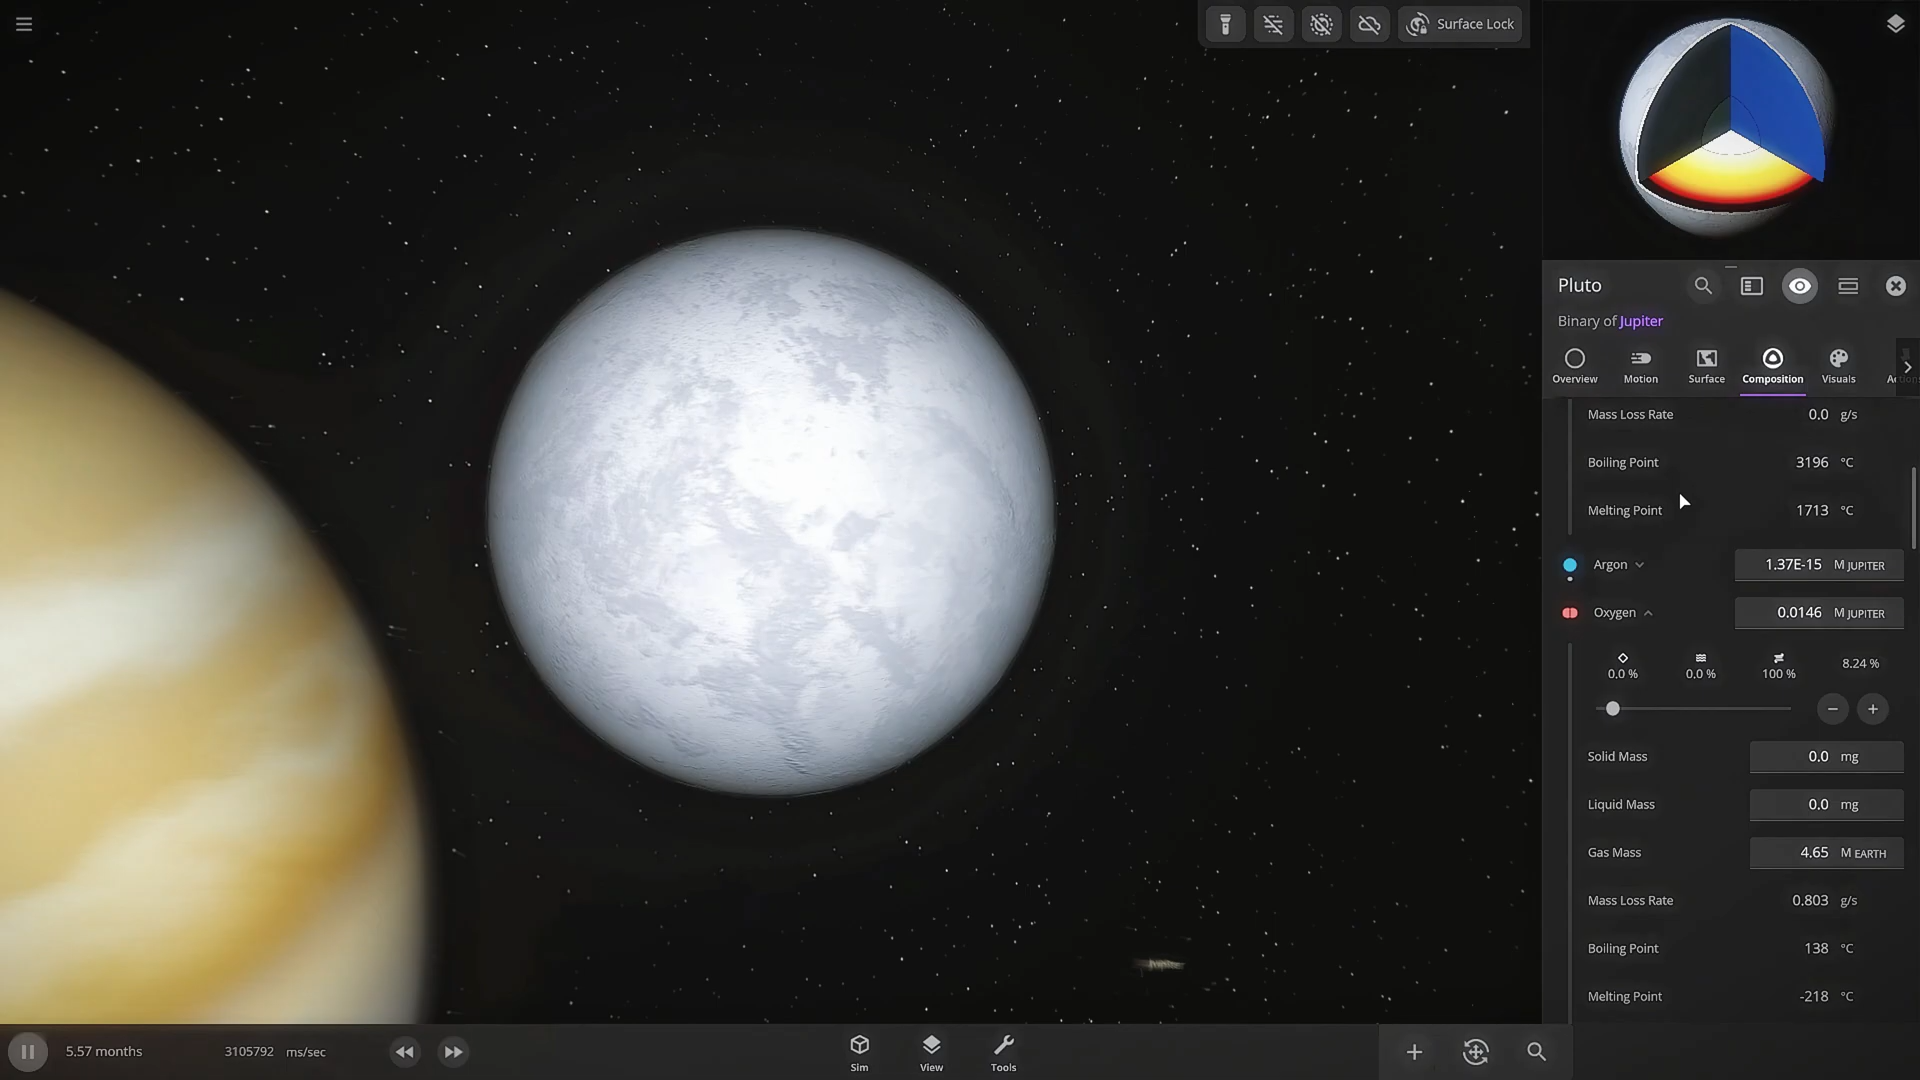 Surface Lock
Pluto
Binary of Jupiter
Overview
Motion
Surface
Composition
Visuals
Mass Loss Rate 0.0 g/s
Boiling Point 3196 °C
Melting Point 1713 °C
Argon 1.37E-15 M JUPITER
Oxygen 0.0146 M JUPITER
0.0 % 0.0 % 100 % 8.24 %
Solid Mass 0.0 mg
Liquid Mass 0.0 mg
Gas Mass 4.65 M EARTH
Mass Loss Rate 0.803 g/s
Boiling Point 138 °C
Melting Point -218 °C
5.57 months 3105792 ms/sec
Sim
View
Tools